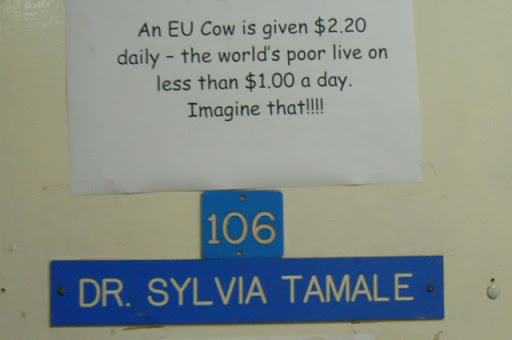 An EU Cow is given $2.20
daily – the world's poor live on
less than $1.00 a day.
Imagine that!!!!
106
DR. SYLVIA TAMALE